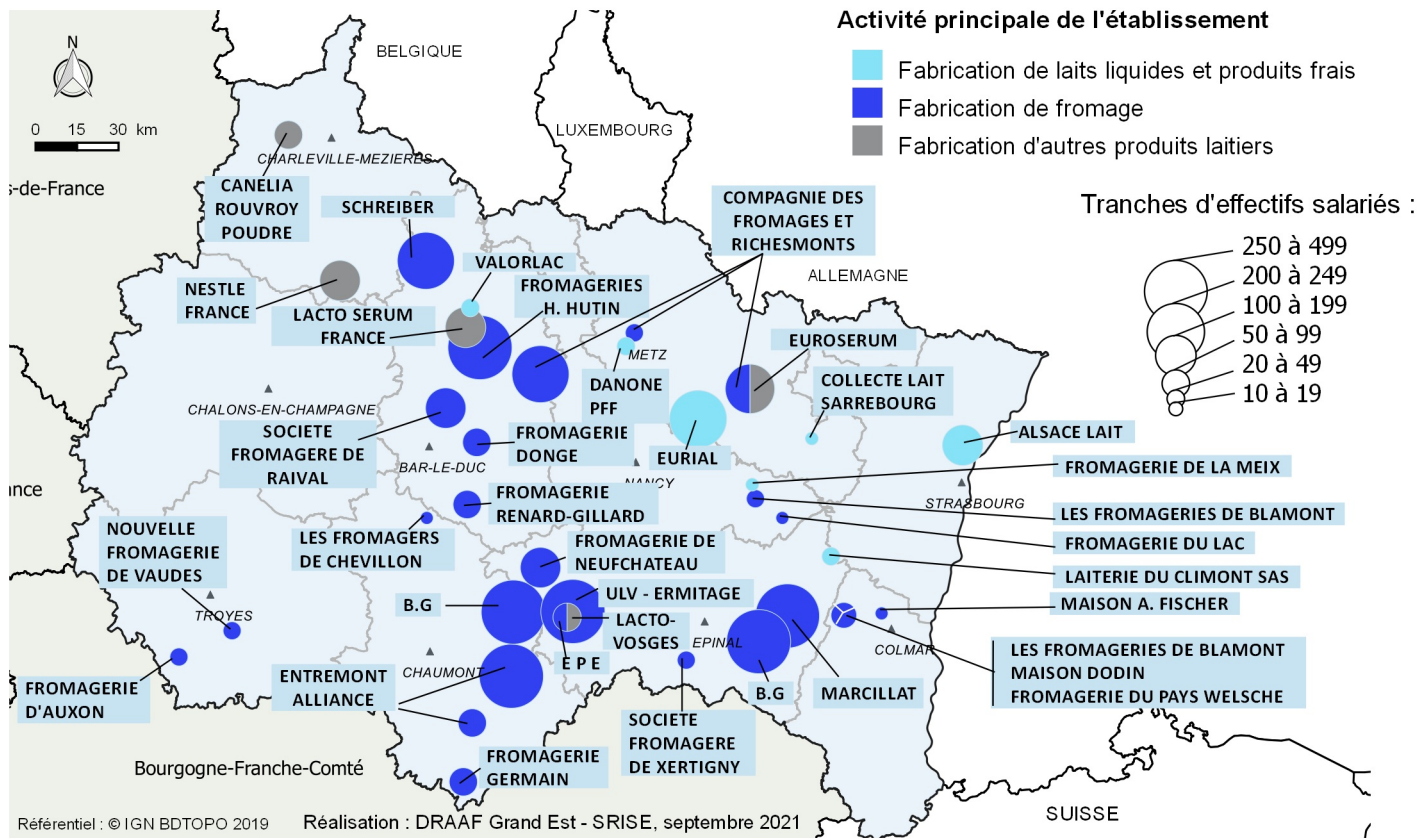 Activité principale de l'établissement
Fabrication de laits liquides et produits frais
Fabrication de fromage
Fabrication d'autres produits laitiers
Tranches d'effectifs salariés :
250 à 499
200 à 249
100 à 199
50 à 99
20 à 49
10 à 19
N
0 15 30 km
BELGIQUE
LUXEMBOURG
ALLEMAGNE
SUISSE
s-de-France
nce
Bourgogne-Franche-Comté
CHARLEVILLE-MEZIERES
CANELIA
ROUVROY
POUDRE
SCHREIBER
COMPAGNIE DES
FROMAGES ET
RICHESMONTS
NESTLE
FRANCE
VALORLAC
LACTO SERUM
FRANCE
FROMAGERIES
H. HUTIN
METZ
DANONE
PFF
EUROSERUM
COLLECTE LAIT
SARREBOURG
CHALONS-EN-CHAMPAGNE
SOCIETE
FROMAGERE DE
RAIVAL
BAR-LE-DUC
FROMAGERIE
DONGE
EURIAL
NANCY
ALSACE LAIT
STRASBOURG
FROMAGERIE DE LA MEIX
LES FROMAGERIES DE BLAMONT
FROMAGERIE DU LAC
LAITERIE DU CLIMONT SAS
MAISON A. FISCHER
COLMAR
LES FROMAGERIES DE BLAMONT
MAISON DODIN
FROMAGERIE DU PAYS WELSCHE
FROMAGERIE
RENARD-GILLARD
LES FROMAGERS
DE CHEVILLON
NOUVELLE
FROMAGERIE
DE VAUDES
TROYES
FROMAGERIE
D'AUXON
FROMAGERIE DE
NEUFCHATEAU
B.G
ULV - ERMITAGE
LACTO-
VOSGES
E P E
EPINAL
B.G
MARCILLAT
CHAUMONT
ENTREMONT
ALLIANCE
SOCIETE
FROMAGERE
DE XERTIGNY
FROMAGERIE
GERMAIN
Référentiel : © IGN BDTOPO 2019
Réalisation : DRAAF Grand Est - SRISE, septembre 2021